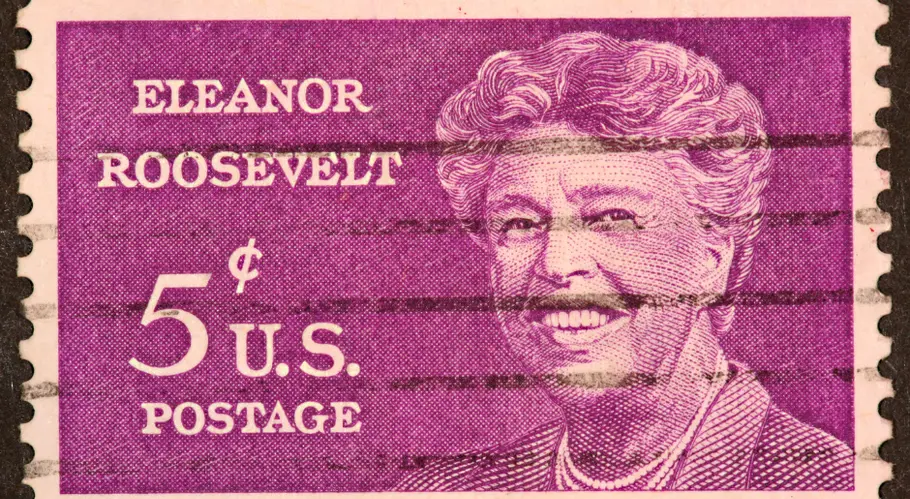 ELEANOR
ROOSEVELT
5¢
U.S.
POSTAGE